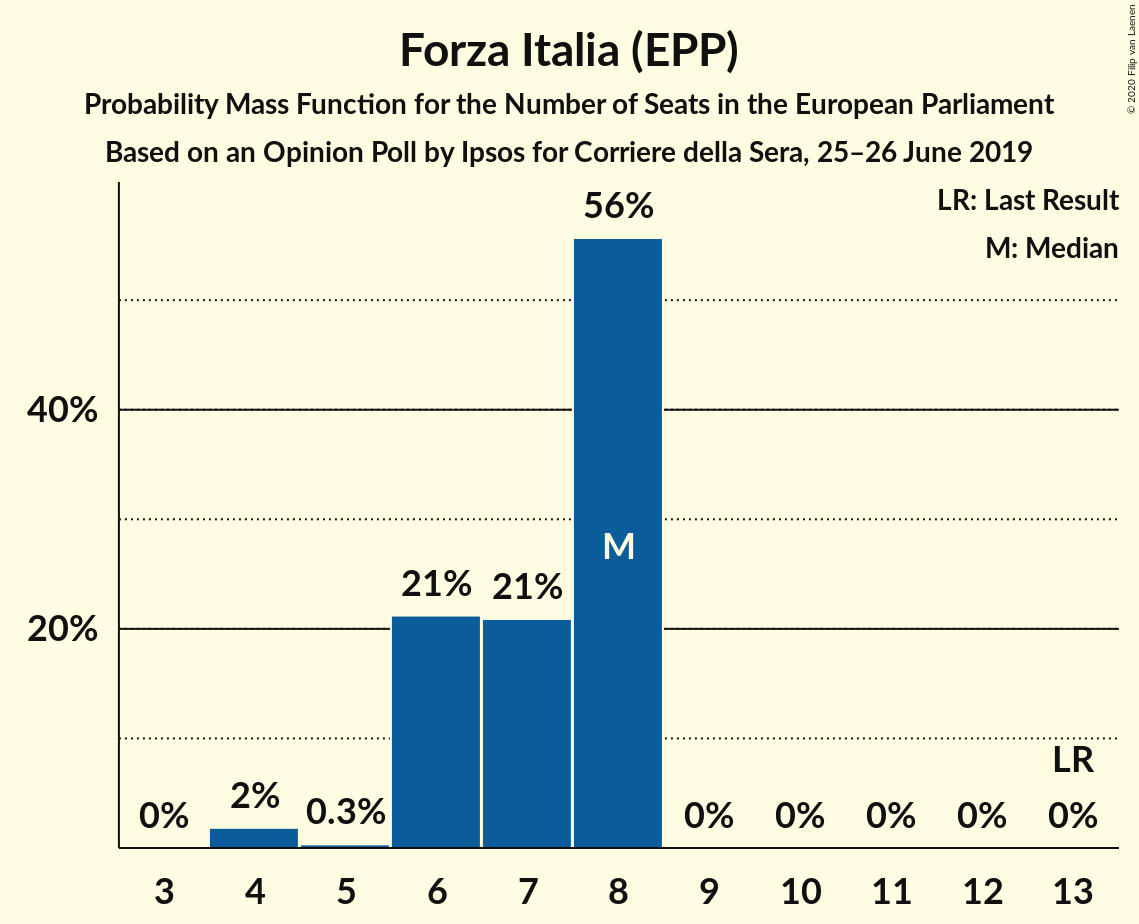 Forza Italia (EPP)
Probability Mass Function for the Number of Seats in the European Parliament
Based on an Opinion Poll by Ipsos for Corriere della Sera, 25–26 June 2019
© 2020 Filip van Laenen
LR: Last Result
M: Median
56%
40%
M
21% 21%
20%
LR
0% 2% 0.3% 0% 0% 0% 0% 0%
3 4 5 6 7 8 9 10 11 12 13